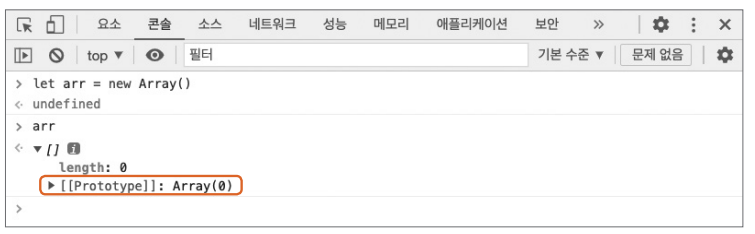 요소 콘솔 소스 네트워크 성능 메모리 애플리케이션 보안 »
top ▼ 필터 기본 수준 ▼ 문제 없음
> let arr = new Array()
<· undefined
> arr
<· ▼ [] i
length: 0
▶ [[Prototype]]: Array(0)
>